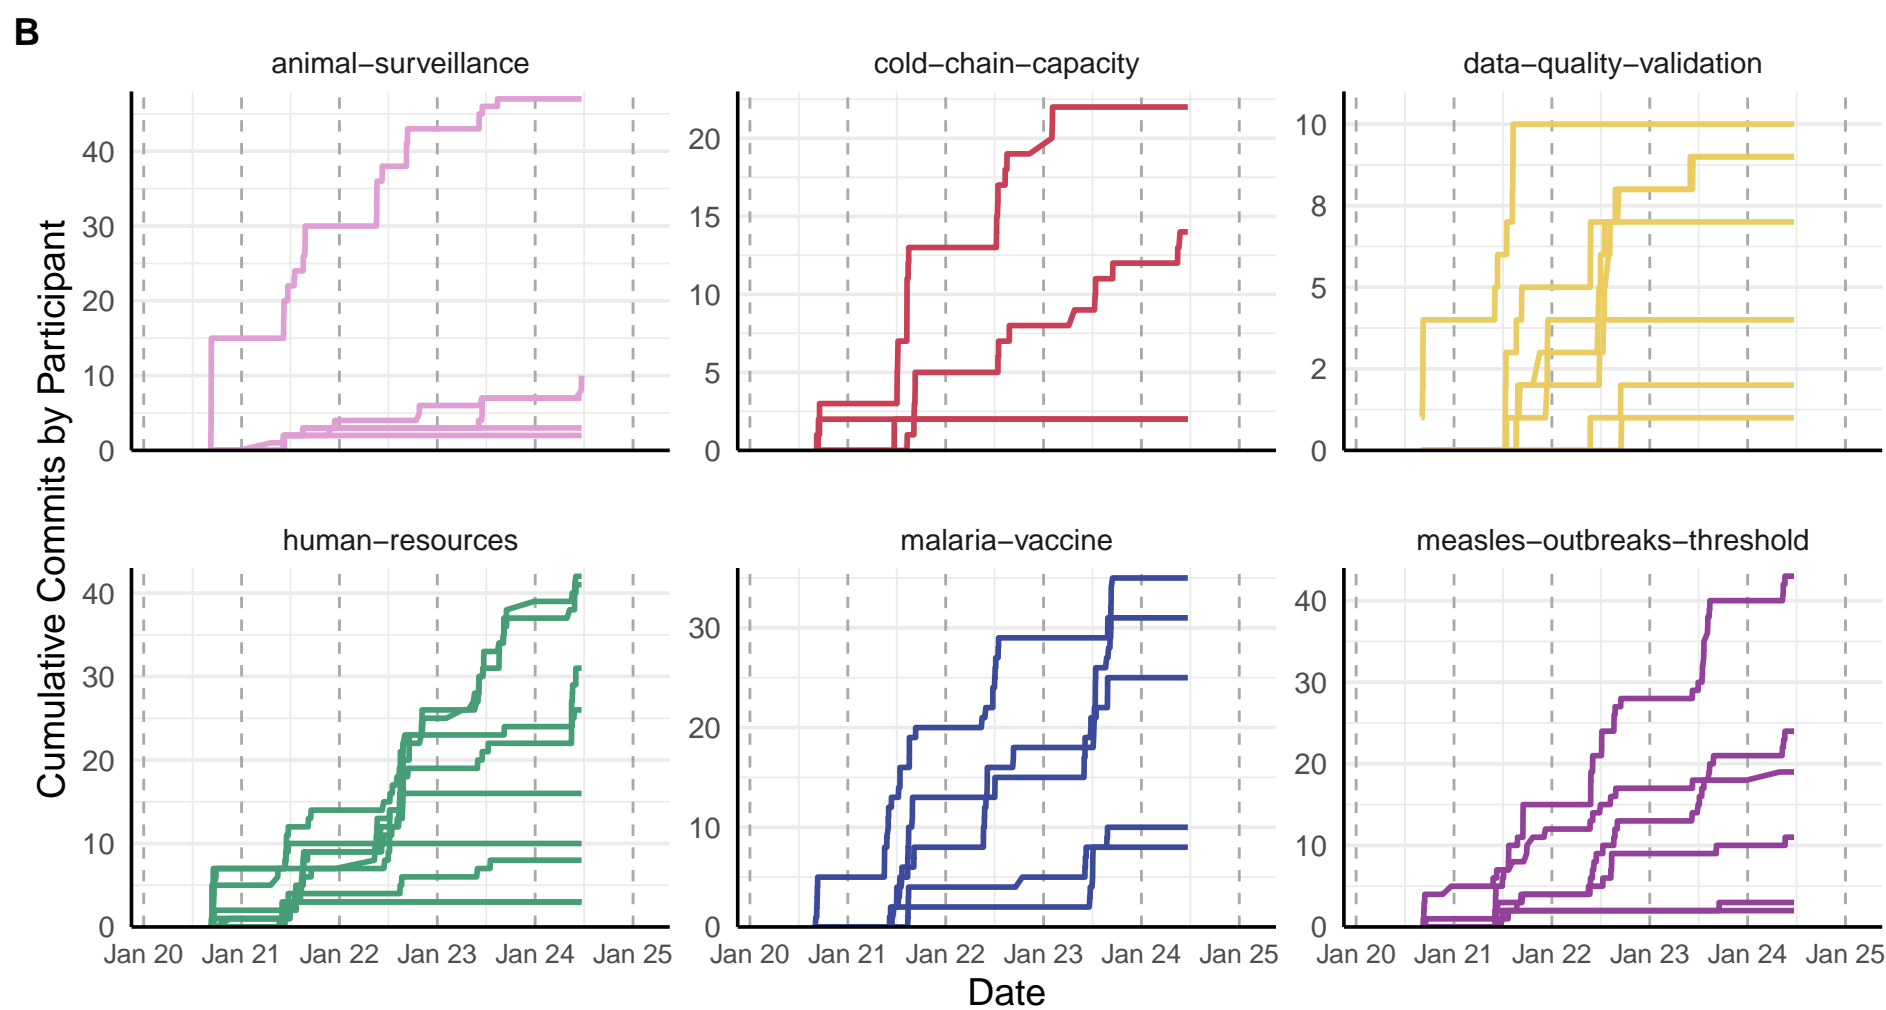 B
animal−surveillance
cold−chain−capacity
data−quality−validation
Cumulative Commits by Participant
40
30
20
10
0
20
15
10
5
0
10
8
5
2
0
human−resources
malaria−vaccine
measles−outbreaks−threshold
40
30
20
10
0
30
20
10
0
40
30
20
10
0
Jan 20 Jan 21 Jan 22 Jan 23 Jan 24 Jan 25
Jan 20 Jan 21 Jan 22 Jan 23 Jan 24 Jan 25
Jan 20 Jan 21 Jan 22 Jan 23 Jan 24 Jan 25
Date